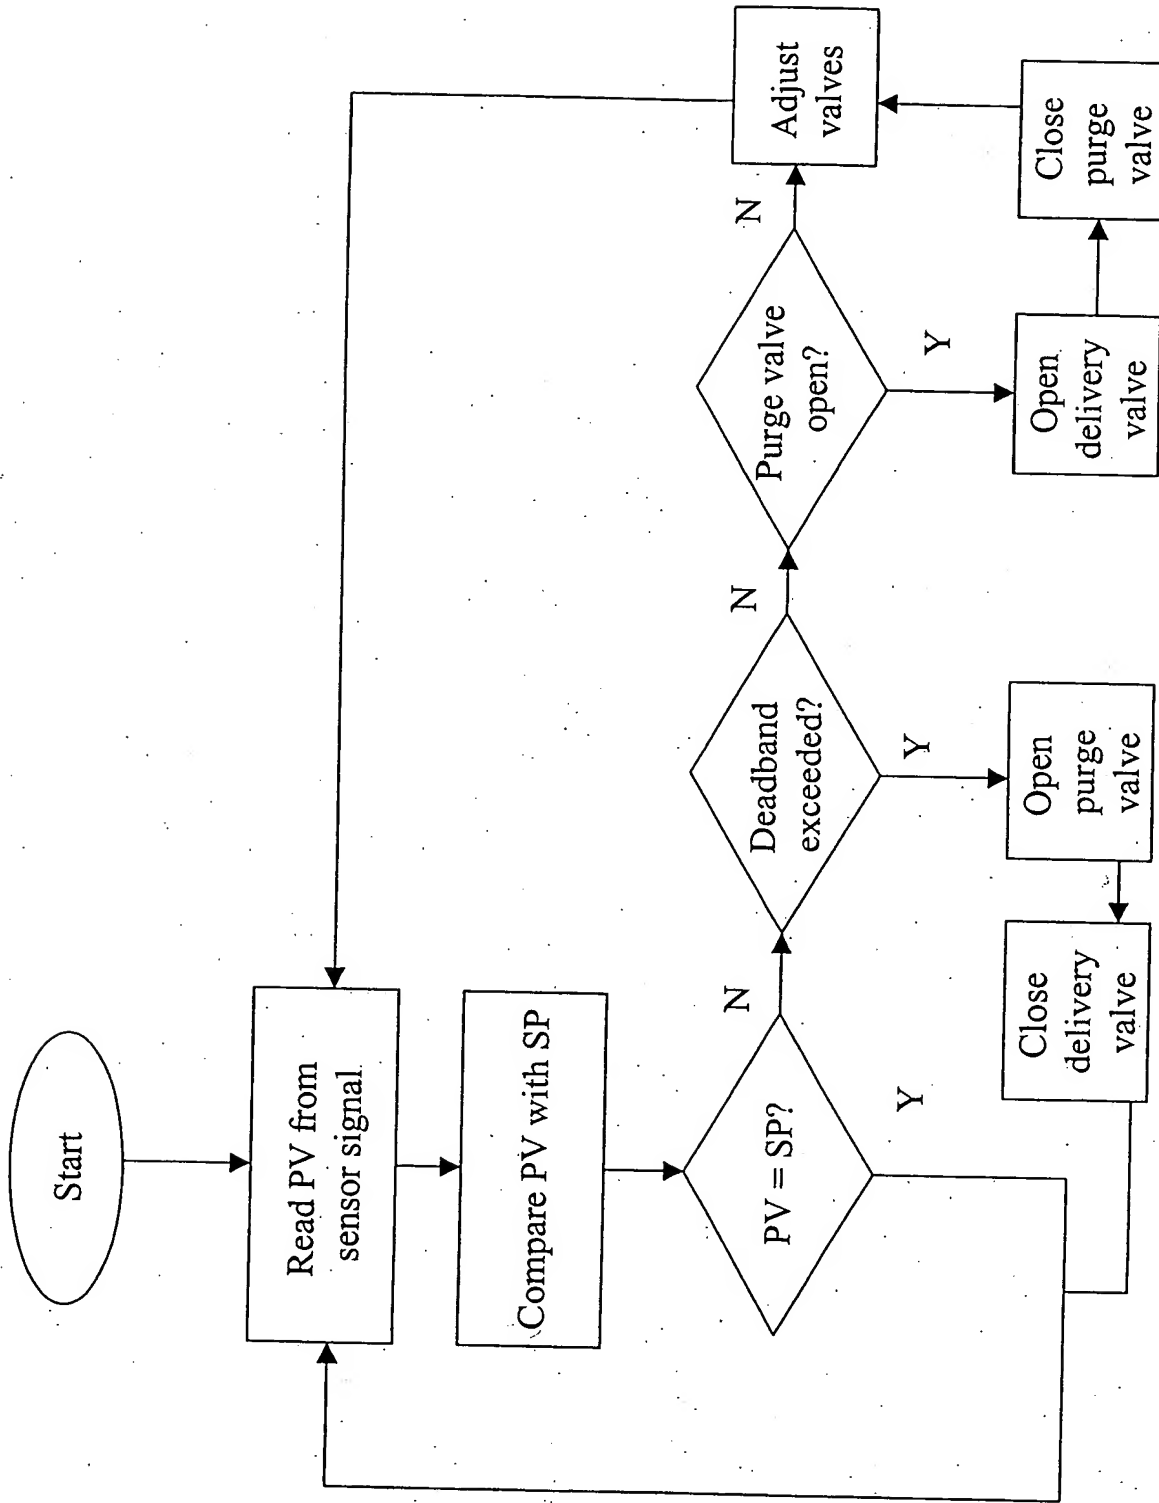 Start
Read PV from
sensor signal
Compare PV with SP
PV = SP?
N
Y
Deadband
exceeded?
N
Y
Open
purge
valve
Close
delivery
valve
Purge valve
open?
N
Y
Open
delivery
valve
Close
purge
valve
Adjust
valves